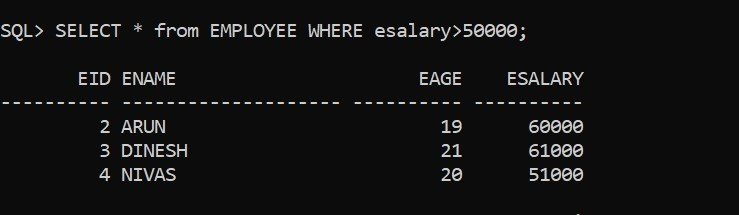 SQL> SELECT * from EMPLOYEE WHERE esalary>50000;
       EID ENAME                      EAGE    ESALARY
---------- -------------------- ---------- ----------
         2 ARUN                         19      60000
         3 DINESH                       21      61000
         4 NIVAS                        20      51000